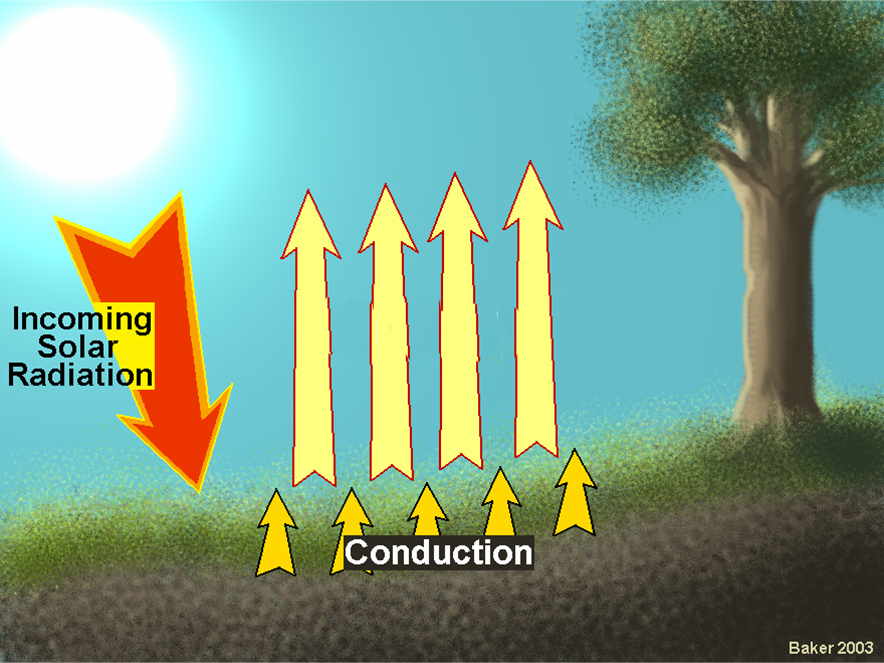 Incoming
Solar
Radiation
Conduction
Baker 2003